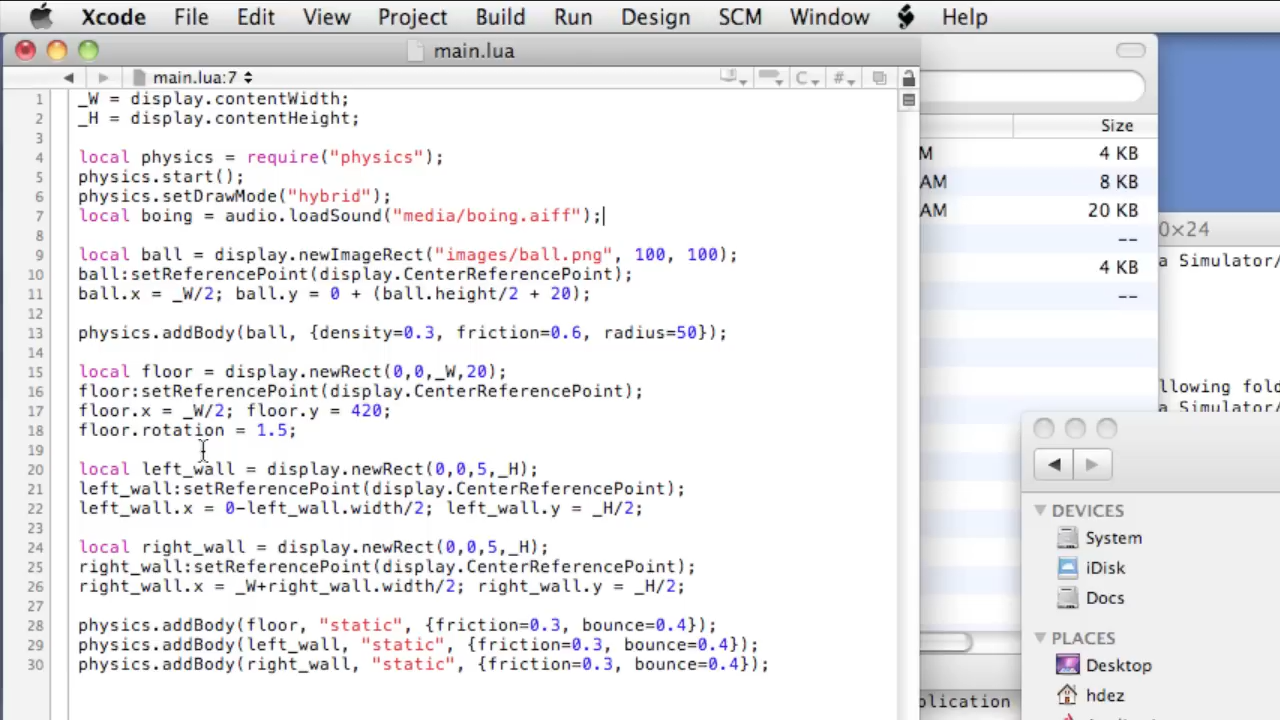 Xcode File Edit View Project Build Run Design SCM Window Help
main.lua
main.lua:7 C #
1 _W = display.contentWidth;
2 _H = display.contentHeight;
3
4 local physics = require("physics");
5 physics.start();
6 physics.setDrawMode("hybrid");
7 local boing = audio.loadSound("media/boing.aiff");
8
9 local ball = display.newImageRect("images/ball.png", 100, 100);
10 ball:setReferencePoint(display.CenterReferencePoint);
11 ball.x = _W/2; ball.y = 0 + (ball.height/2 + 20);
12
13 physics.addBody(ball, {density=0.3, friction=0.6, radius=50});
14
15 local floor = display.newRect(0,0,_W,20);
16 floor:setReferencePoint(display.CenterReferencePoint);
17 floor.x = _W/2; floor.y = 420;
18 floor.rotation = 1.5;
19
20 local left_wall = display.newRect(0,0,5,_H);
21 left_wall:setReferencePoint(display.CenterReferencePoint);
22 left_wall.x = 0-left_wall.width/2; left_wall.y = _H/2;
23
24 local right_wall = display.newRect(0,0,5,_H);
25 right_wall:setReferencePoint(display.CenterReferencePoint);
26 right_wall.x = _W+right_wall.width/2; right_wall.y = _H/2;
27
28 physics.addBody(floor, "static", {friction=0.3, bounce=0.4});
29 physics.addBody(left_wall, "static", {friction=0.3, bounce=0.4});
30 physics.addBody(right_wall, "static", {friction=0.3, bounce=0.4});
Size
M 4 KB
AM 8 KB
AM 20 KB
--
4 KB
--
plication
0×24
a Simulator/
llowing fold
a Simulator/
DEVICES
System
iDisk
Docs
PLACES
Desktop
hdez